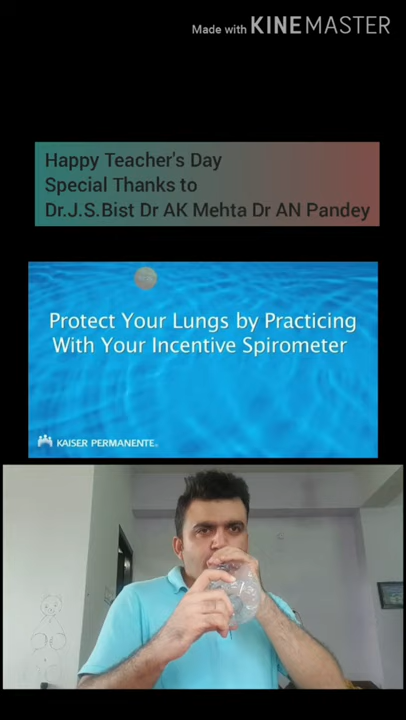 Made with KINEMASTER
Happy Teacher's Day
Special Thanks to
Dr.J.S.Bist Dr AK Mehta Dr AN Pandey
Protect Your Lungs by Practicing
With Your Incentive Spirometer
KAISER PERMANENTE®